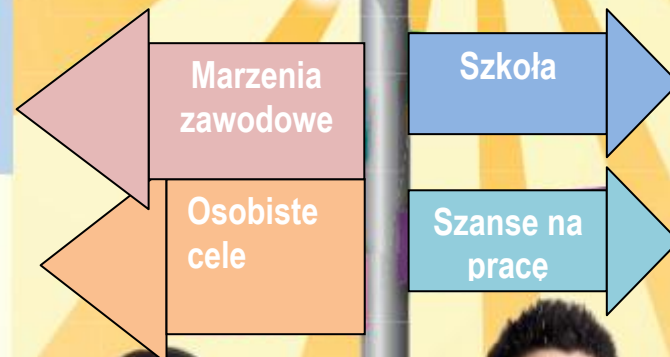 Marzenia
zawodowe
Szkoła
Osobiste
cele
Szanse na
pracę